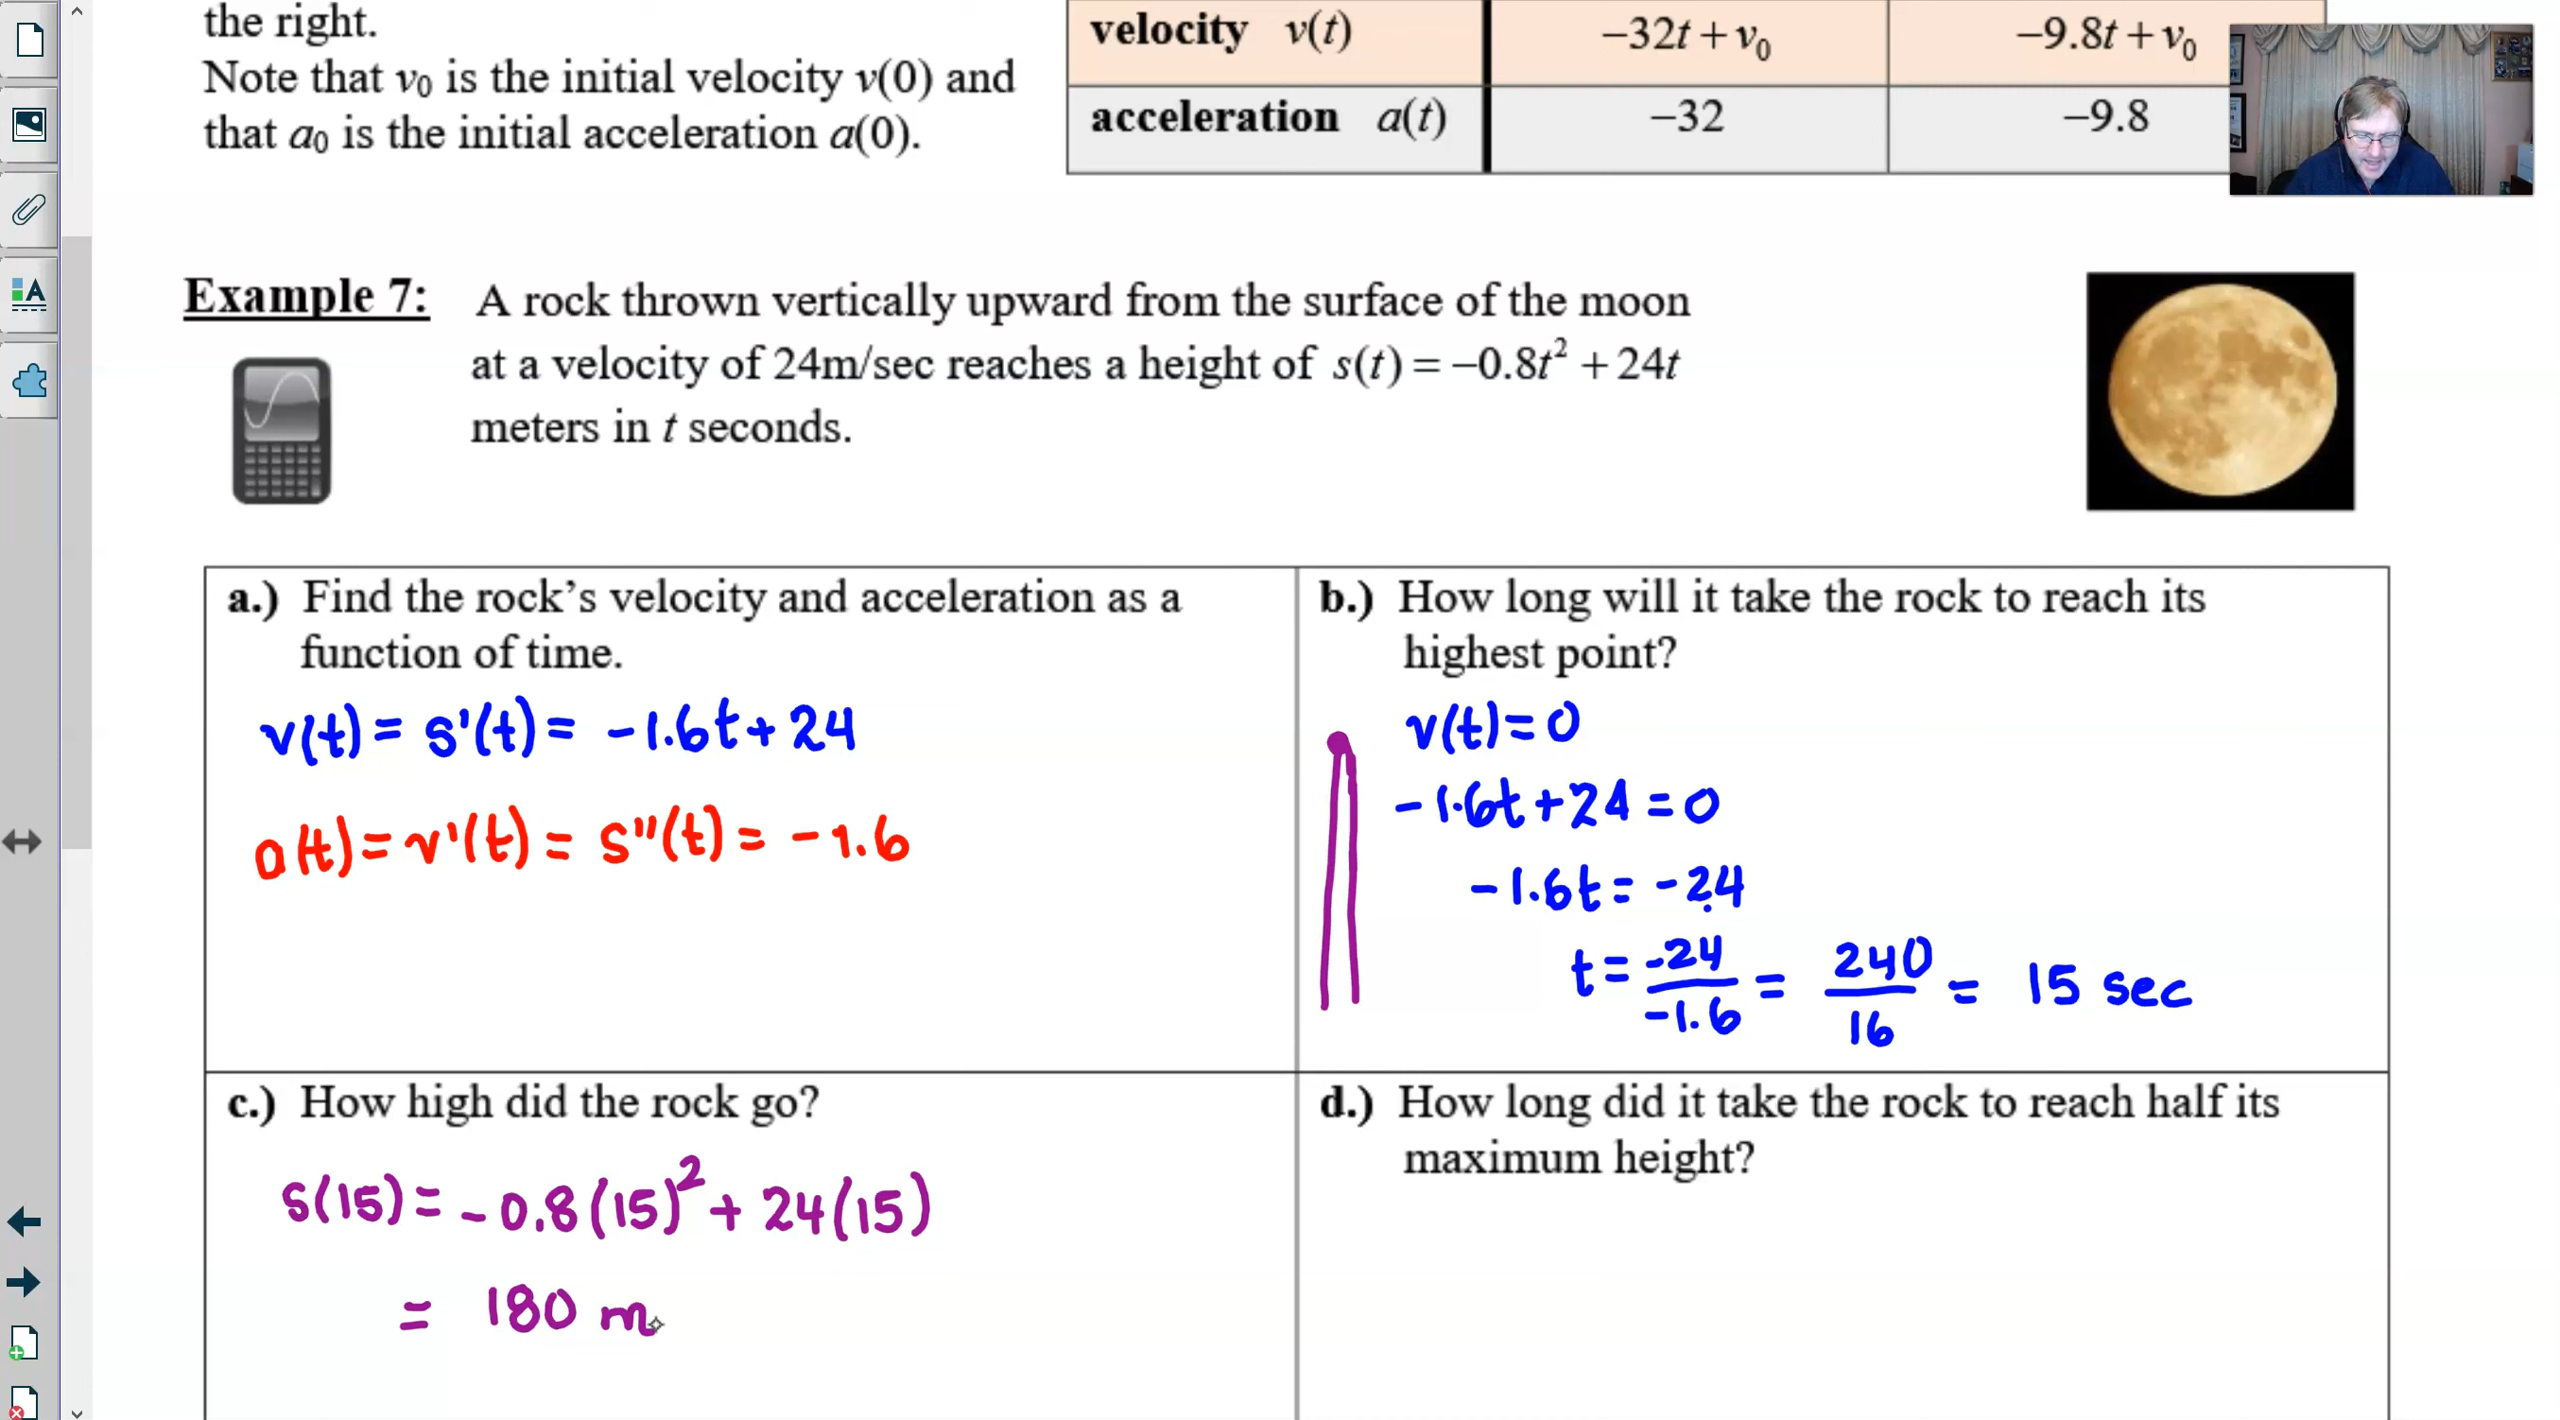 the right.
Note that v₀ is the initial velocity v(0) and
that a₀ is the initial acceleration a(0).
velocity v(t) −32t + v₀ −9.8t + v₀
acceleration a(t) −32 −9.8
Example 7: A rock thrown vertically upward from the surface of the moon
at a velocity of 24m/sec reaches a height of s(t) = −0.8t² + 24t
meters in t seconds.
a.) Find the rock’s velocity and acceleration as a
function of time.
v(t) = s'(t) = -1.6t + 24
a(t) = v'(t) = s''(t) = -1.6
b.) How long will it take the rock to reach its
highest point?
v(t) = 0
-1.6t + 24 = 0
-1.6t = -24
t = -24/-1.6 = 240/16 = 15 sec
c.) How high did the rock go?
s(15) = -0.8(15)² + 24(15)
= 180 m
d.) How long did it take the rock to reach half its
maximum height?